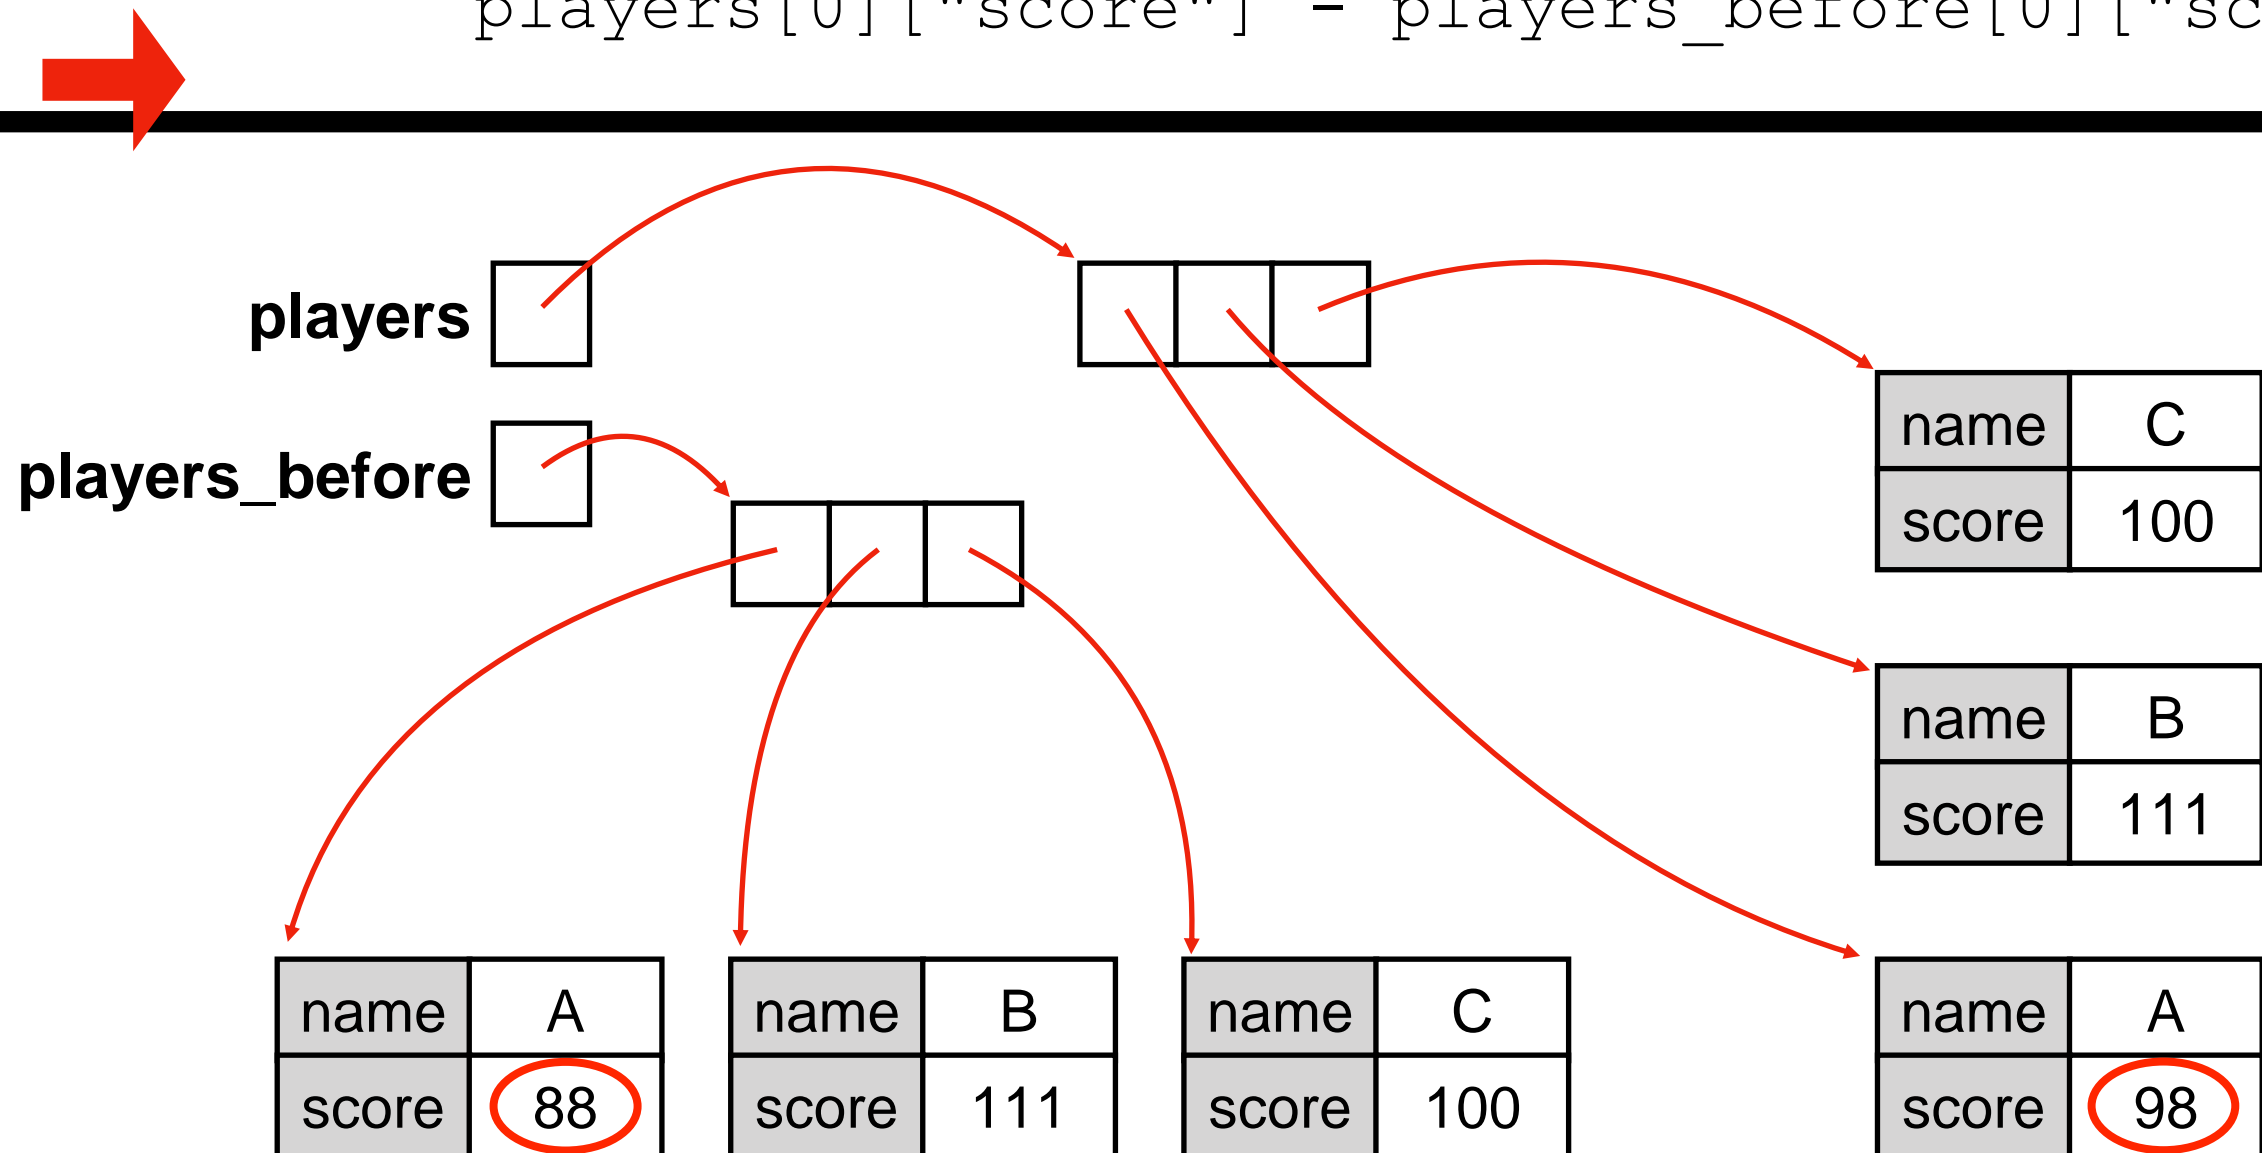 players[0]["score"] - players_before[0]["sc
players
players_before
name C
score 100
name B
score 111
name A
score 88
name B
score 111
name C
score 100
name A
score 98